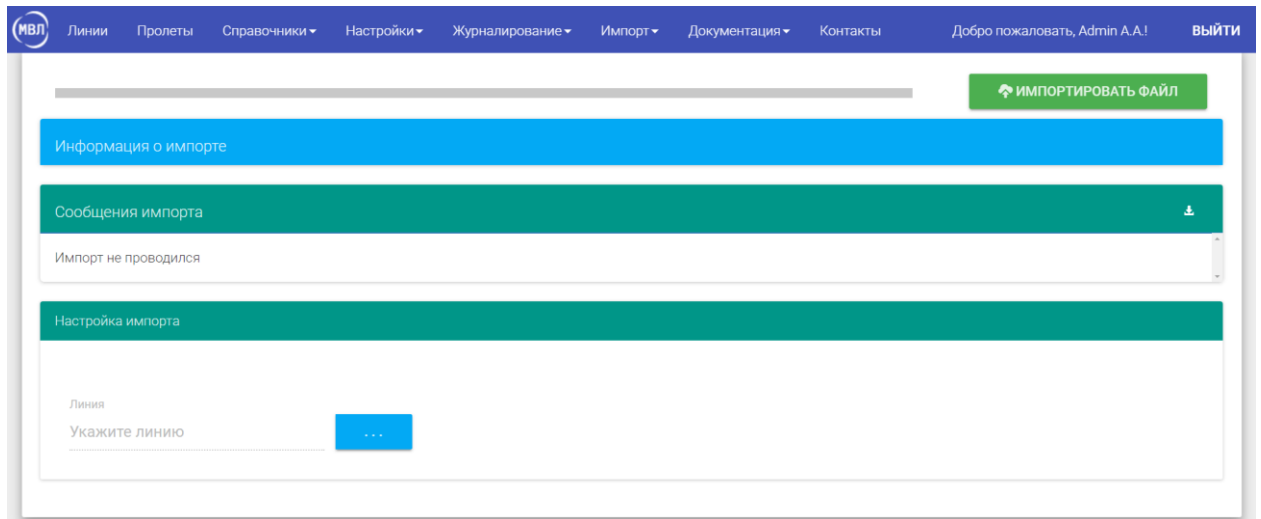 МВЛ Линии Пролеты Справочники Настройки Журналирование Импорт Документация Контакты Добро пожаловать, Admin A.A.! ВЫЙТИ
ИМПОРТИРОВАТЬ ФАЙЛ
Информация о импорте
Сообщения импорта
Импорт не проводился
Настройка импорта
Линия
Укажите линию ...